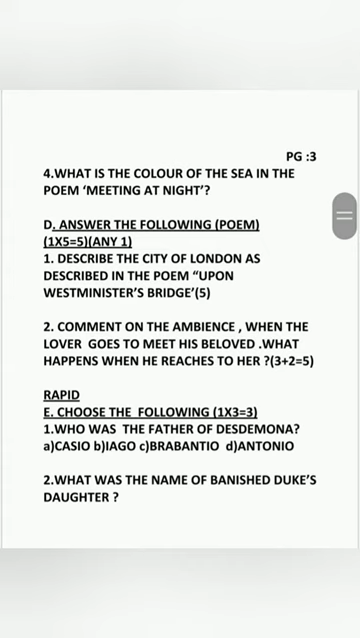 PG :3
4.WHAT IS THE COLOUR OF THE SEA IN THE
POEM ‘MEETING AT NIGHT’?
D. ANSWER THE FOLLOWING (POEM)
(1X5=5)(ANY 1)
1. DESCRIBE THE CITY OF LONDON AS
DESCRIBED IN THE POEM “UPON
WESTMINISTER’S BRIDGE’(5)
2. COMMENT ON THE AMBIENCE , WHEN THE
LOVER GOES TO MEET HIS BELOVED .WHAT
HAPPENS WHEN HE REACHES TO HER ?(3+2=5)
RAPID
E. CHOOSE THE FOLLOWING (1X3=3)
1.WHO WAS THE FATHER OF DESDEMONA?
a)CASIO b)IAGO c)BRABANTIO d)ANTONIO
2.WHAT WAS THE NAME OF BANISHED DUKE’S
DAUGHTER ?